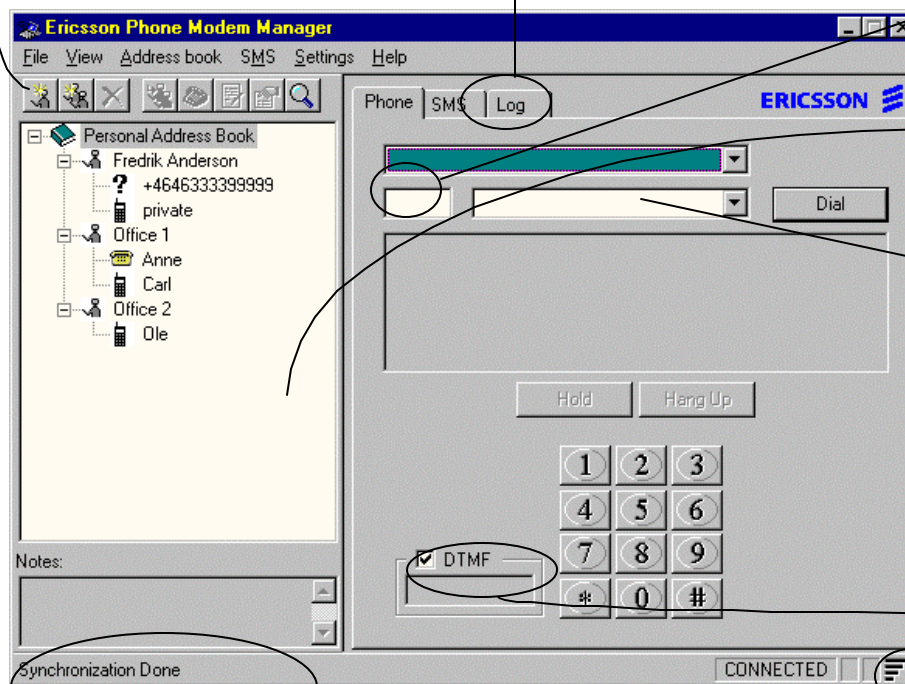 Ericsson Phone Modem Manager
File View Address book SMS Settings Help
Phone SMS Log
ERICSSON
Personal Address Book
Fredrik Anderson
+4646333399999
private
Office 1
Anne
Carl
Office 2
Ole
Dial
Hold Hang Up
1 2 3
4 5 6
7 8 9
* 0 #
DTMF
Notes:
Synchronization Done
CONNECTED